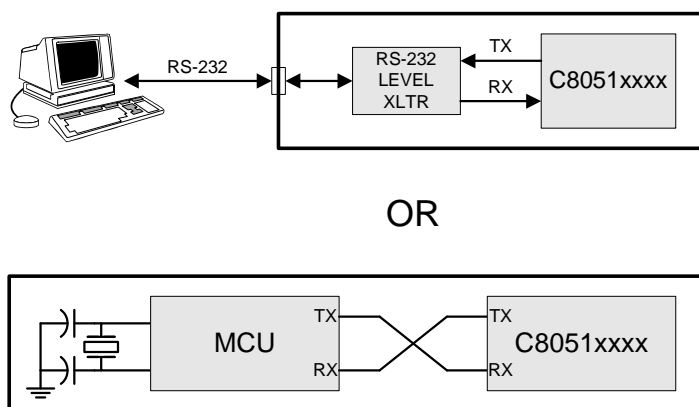 RS-232
RS-232
LEVEL
XLTR
TX
RX
C8051xxxx
OR
MCU
TX
RX
TX
RX
C8051xxxx